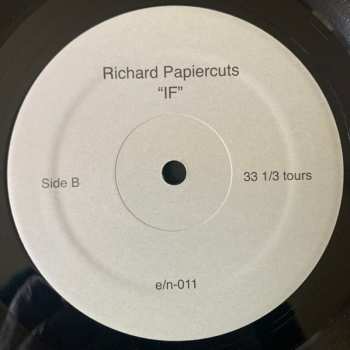 Richard Papiercuts
“IF”
Side B
33 1/3 tours
e/n-011